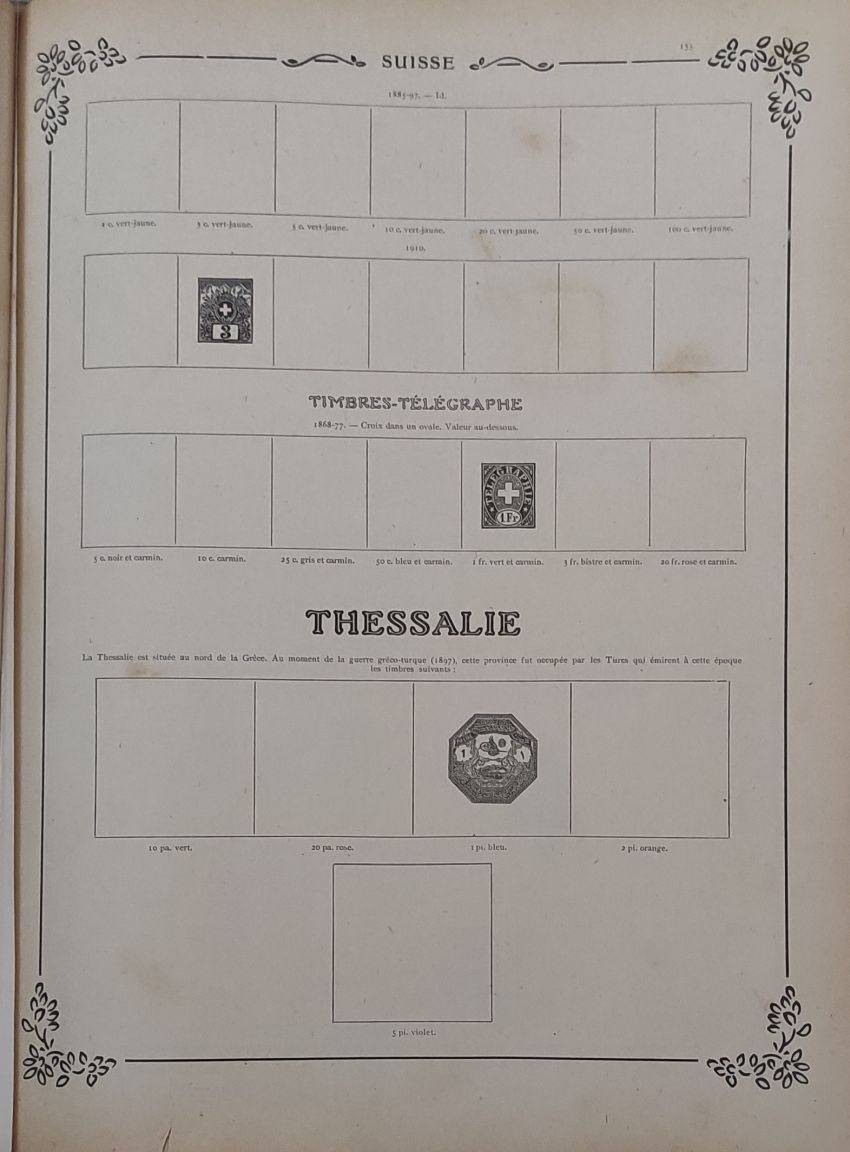 SUISSE
1885-97. — Id.
1 c. vert-jaune. 3 c. vert-jaune. 5 c. vert-jaune. 10 c. vert-jaune. 20 c. vert-jaune. 50 c. vert-jaune. 100 c. vert-jaune.
1910.
3
TIMBRES-TÉLÉGRAPHE
1868-77. — Croix dans un ovale. Valeur au-dessous.
TELEGRAPHIE
1 Fr
5 c. noir et carmin. 10 c. carmin. 25 c. gris et carmin. 50 c. bleu et carmin. 1 fr. vert et carmin. 3 fr. bistre et carmin. 20 fr. rose et carmin.
THESSALIE
La Thessalie est située au nord de la Grèce. Au moment de la guerre gréco-turque (1897), cette province fut occupée par les Turcs qui émirent à cette époque
les timbres suivants :
1
10 pa. vert. 20 pa. rose. 1 pi. bleu. 2 pi. orange.
5 pi. violet.